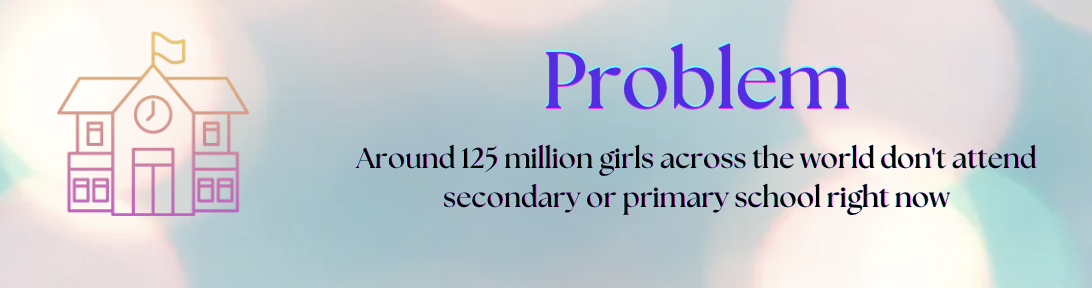 Problem
Around 125 million girls across the world don't attend
secondary or primary school right now